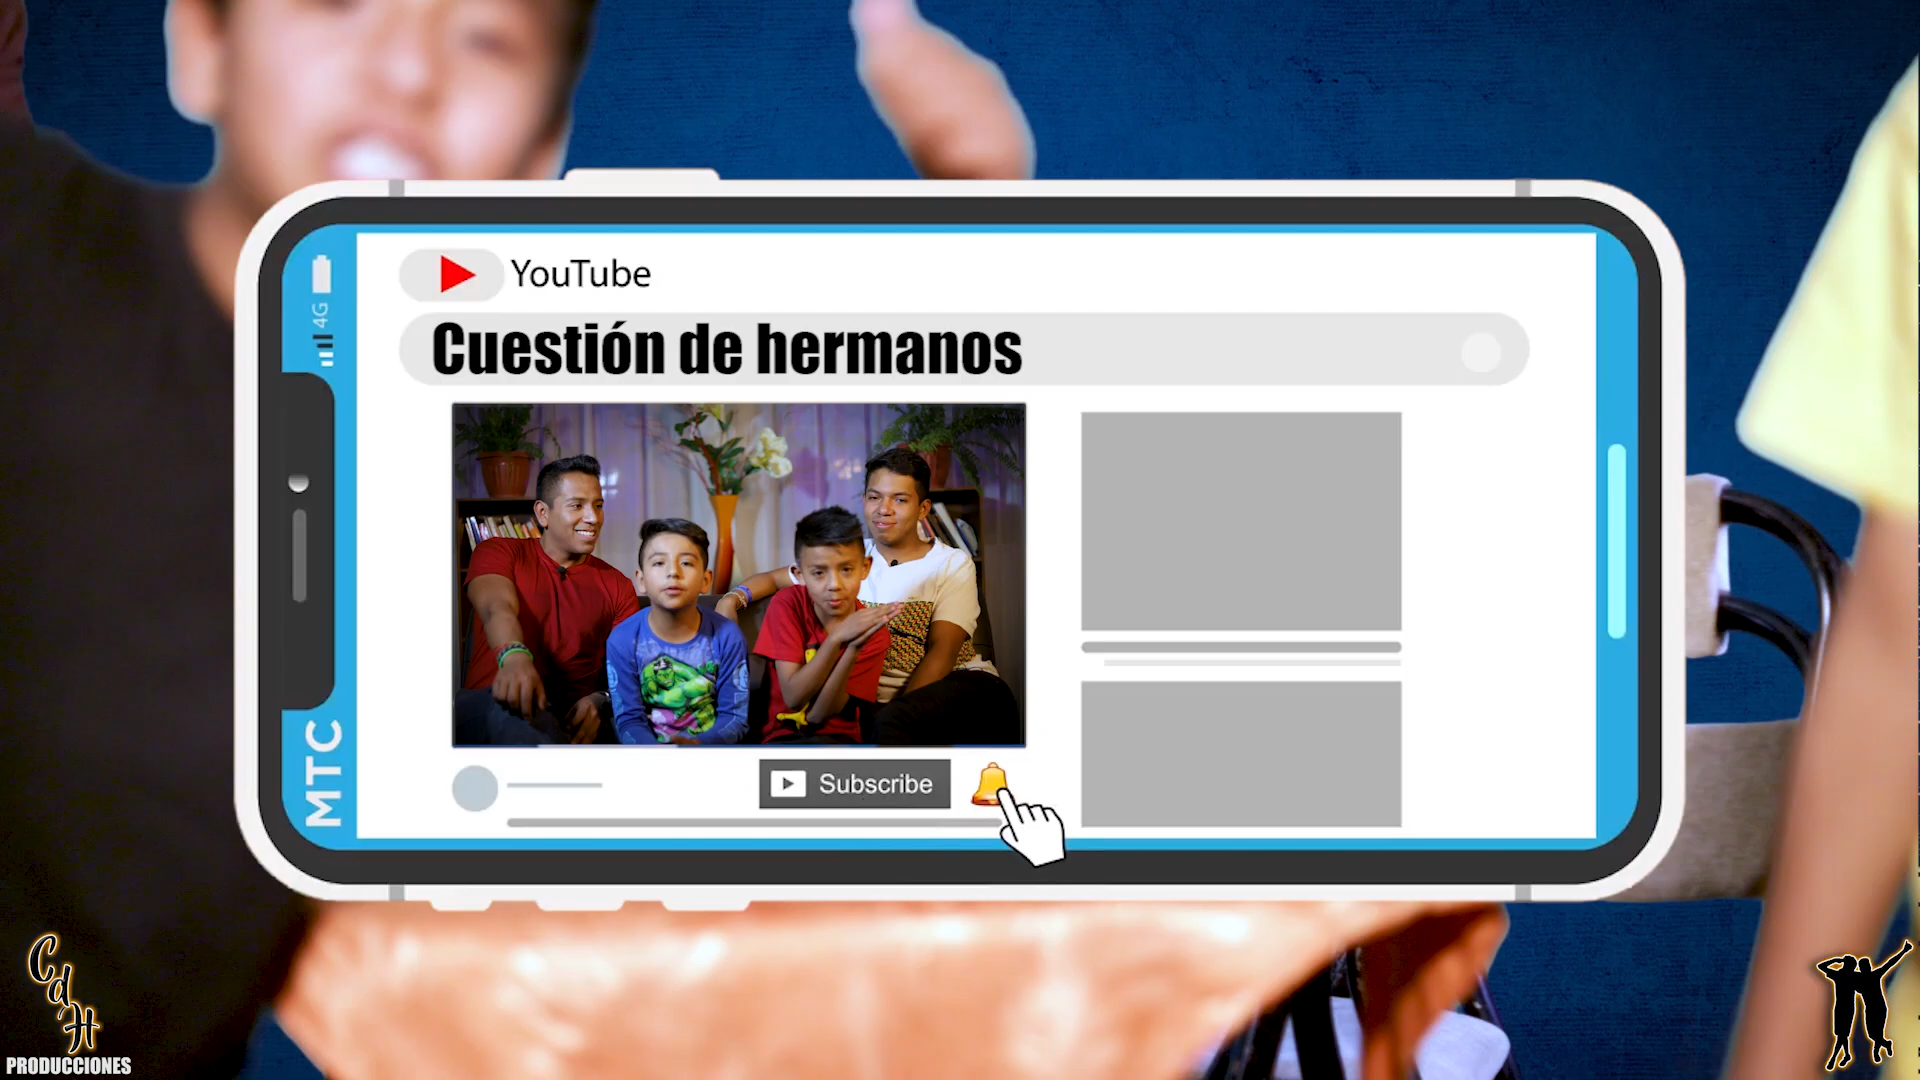 YouTube
Cuestión de hermanos
4G
MTC
Subscribe
CdH
PRODUCCIONES